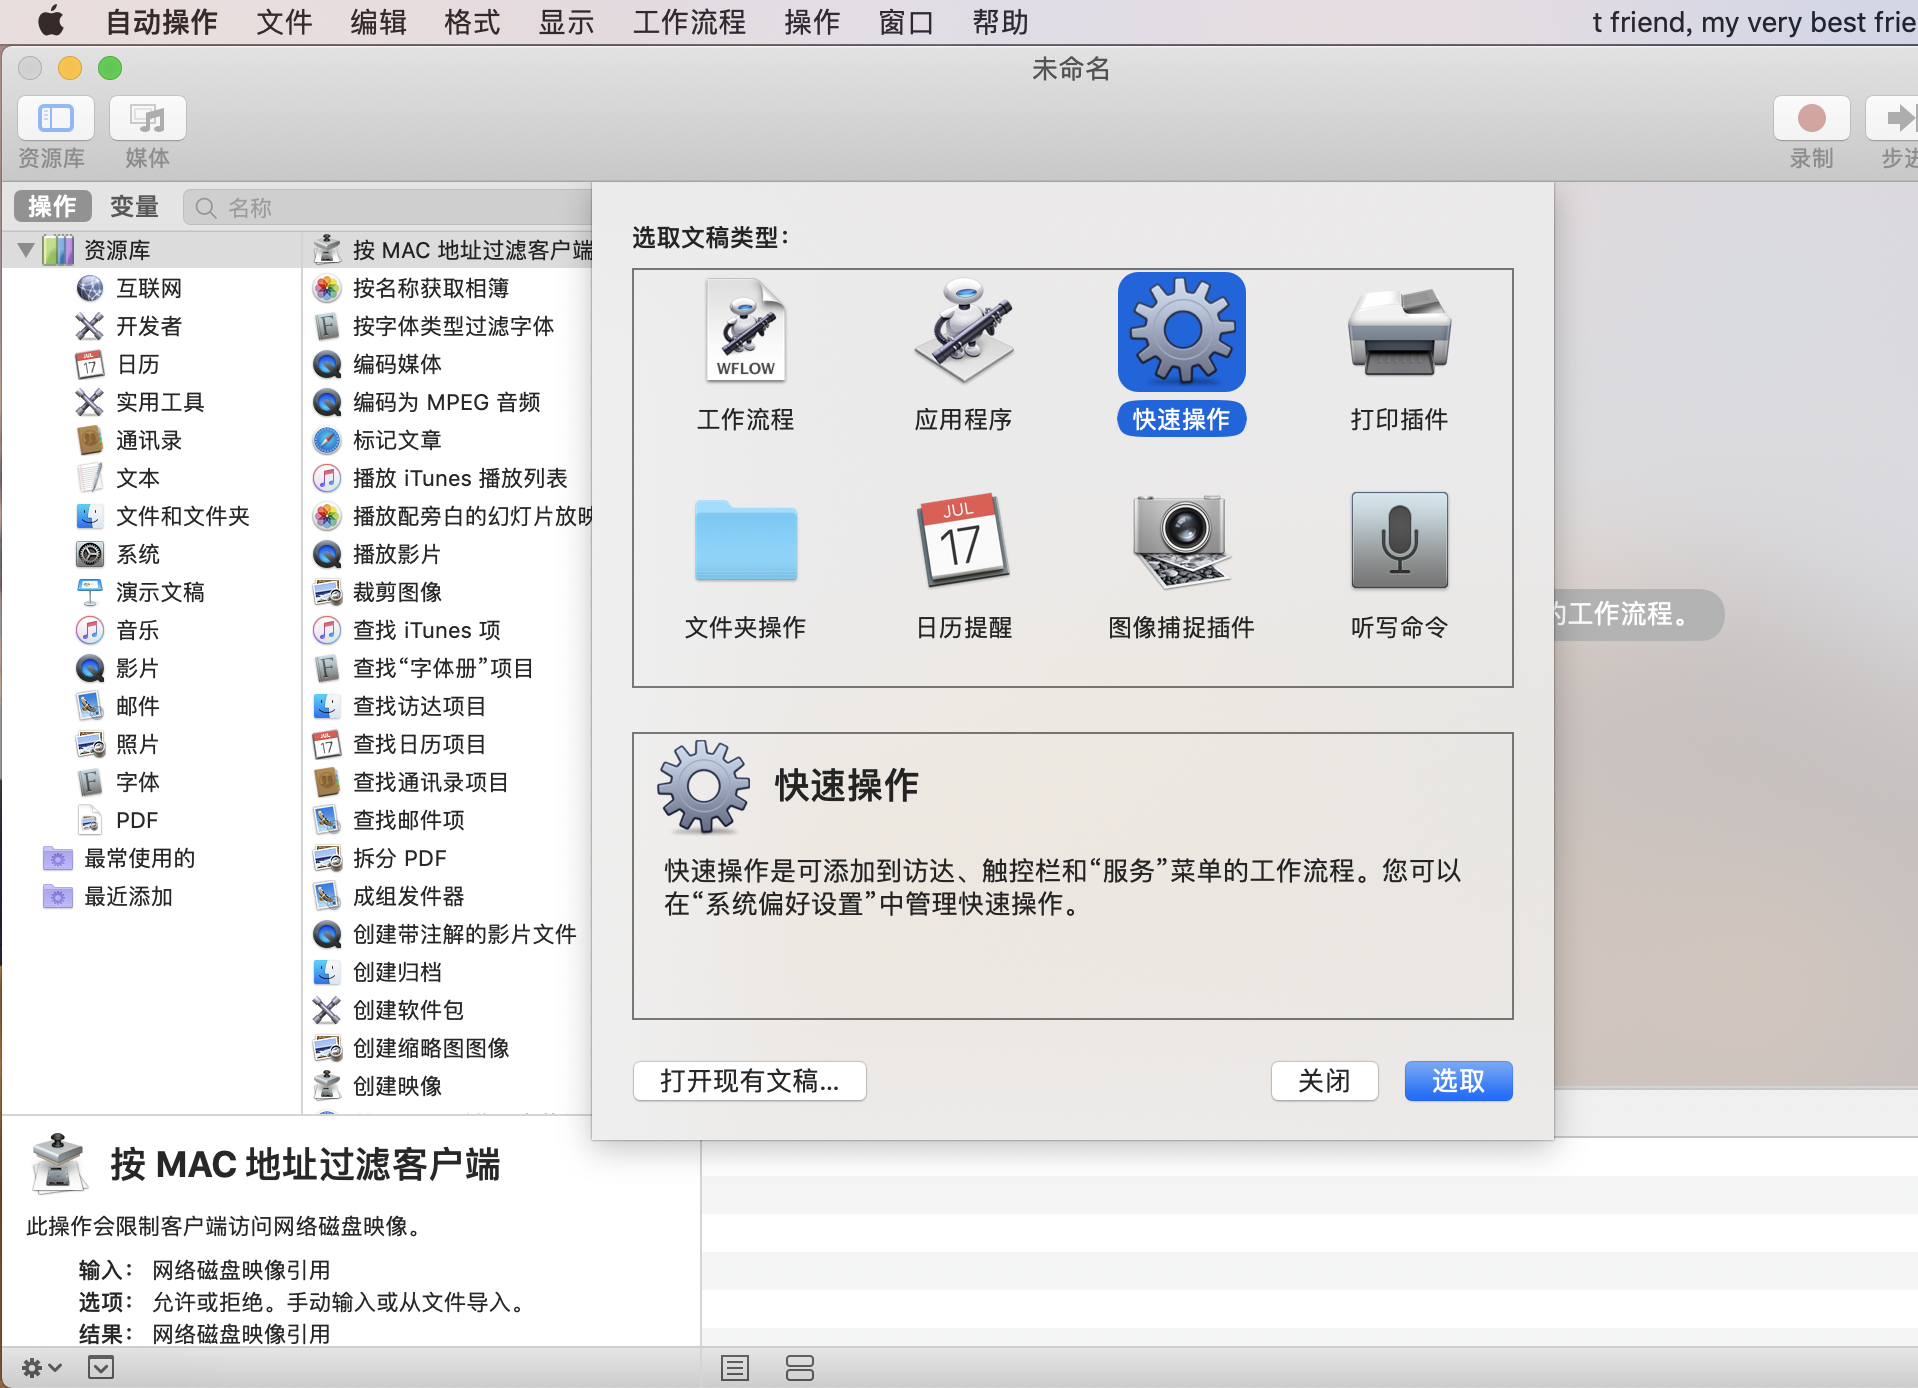 自动操作 文件 编辑 格式 显示 工作流程 操作 窗口 帮助 t friend, my very best frie
未命名
资源库 媒体 录制 步进
操作 变量 名称
资源库
互联网
开发者
日历
实用工具
通讯录
文本
文件和文件夹
系统
演示文稿
音乐
影片
邮件
照片
字体
PDF
最常使用的
最近添加
按 MAC 地址过滤客户端
按名称获取相簿
按字体类型过滤字体
编码媒体
编码为 MPEG 音频
标记文章
播放 iTunes 播放列表
播放配旁白的幻灯片放映
播放影片
裁剪图像
查找 iTunes 项
查找“字体册”项目
查找访达项目
查找日历项目
查找通讯录项目
查找邮件项
拆分 PDF
成组发件器
创建带注解的影片文件
创建归档
创建软件包
创建缩略图图像
创建映像
选取文稿类型：
WFLOW
JUL
17
工作流程 应用程序 快速操作 打印插件
文件夹操作 日历提醒 图像捕捉插件 听写命令
的工作流程。
快速操作
快速操作是可添加到访达、触控栏和“服务”菜单的工作流程。您可以
在“系统偏好设置”中管理快速操作。
打开现有文稿... 关闭 选取
按 MAC 地址过滤客户端
此操作会限制客户端访问网络磁盘映像。
输入： 网络磁盘映像引用
选项： 允许或拒绝。手动输入或从文件导入。
结果： 网络磁盘映像引用